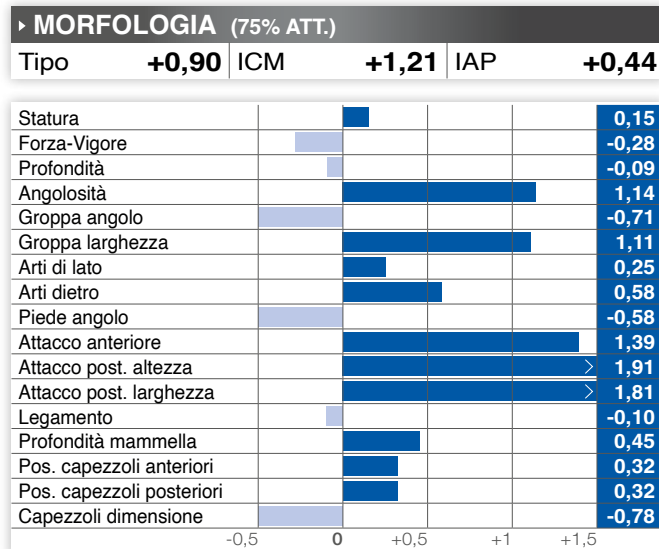 MORFOLOGIA (75% ATT.)
Tipo +0,90 ICM +1,21 IAP +0,44
Statura 0,15
Forza-Vigore -0,28
Profondità -0,09
Angolosità 1,14
Groppa angolo -0,71
Groppa larghezza 1,11
Arti di lato 0,25
Arti dietro 0,58
Piede angolo -0,58
Attacco anteriore 1,39
Attacco post. altezza 1,91
Attacco post. larghezza 1,81
Legamento -0,10
Profondità mammella 0,45
Pos. capezzoli anteriori 0,32
Pos. capezzoli posteriori 0,32
Capezzoli dimensione -0,78
-0,5 0 +0,5 +1 +1,5